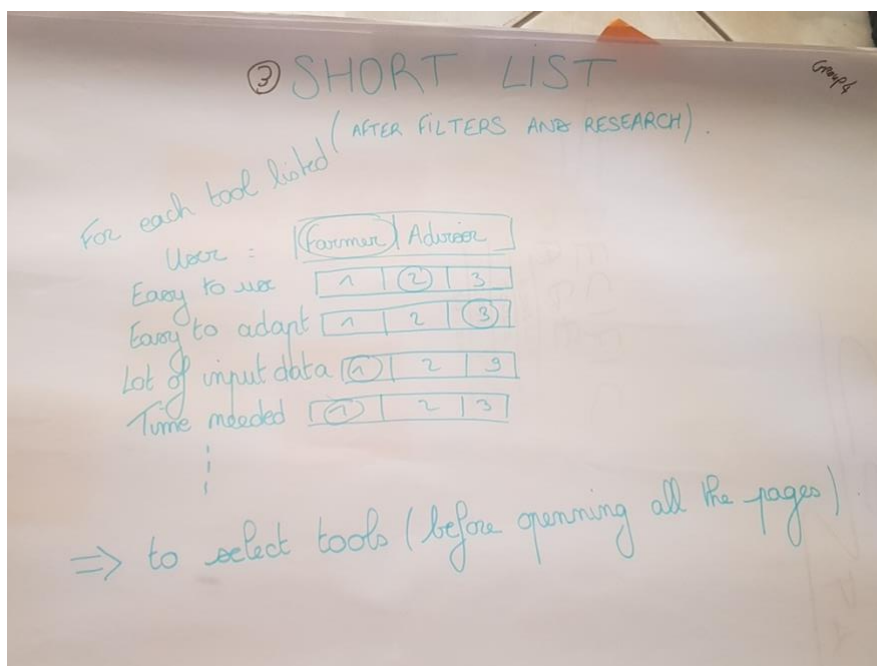 ③ SHORT LIST
Group 4
(AFTER FILTERS AND RESEARCH).
For each tool listed
User : Farmer Advisor
Easy to use 1 2 3
Easy to adapt 1 2 3
Lot of input data 1 2 3
Time needed 1 2 3
⇒ to select tools (before openning all the pages)